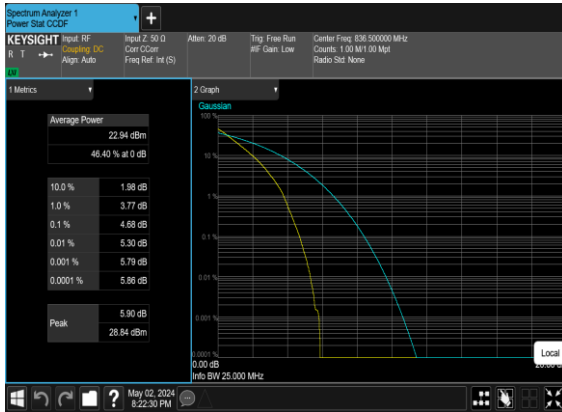 Spectrum Analyzer 1
Power Stat CCDF
KEYSIGHT
R T
Input: RF
Coupling: DC
Align: Auto
Input Z: 50 Ω
Corr CCorr
Freq Ref: Int (S)
Atten: 20 dB
Trig: Free Run
#IF Gain: Low
Center Freq: 836.500000 MHz
Counts: 1.00 M/1.00 Mpt
Radio Std: None
1 Metrics
Average Power
22.94 dBm
46.40 % at 0 dB
10.0 % 1.98 dB
1.0 % 3.77 dB
0.1 % 4.68 dB
0.01 % 5.30 dB
0.001 % 5.79 dB
0.0001 % 5.86 dB
Peak
5.90 dB
28.84 dBm
2 Graph
Gaussian
100 %
10 %
1 %
0.1 %
0.01 %
0.001 %
0.0001 %
0.00 dB
Info BW 25.000 MHz
Local
May 02, 2024
8:22:30 PM